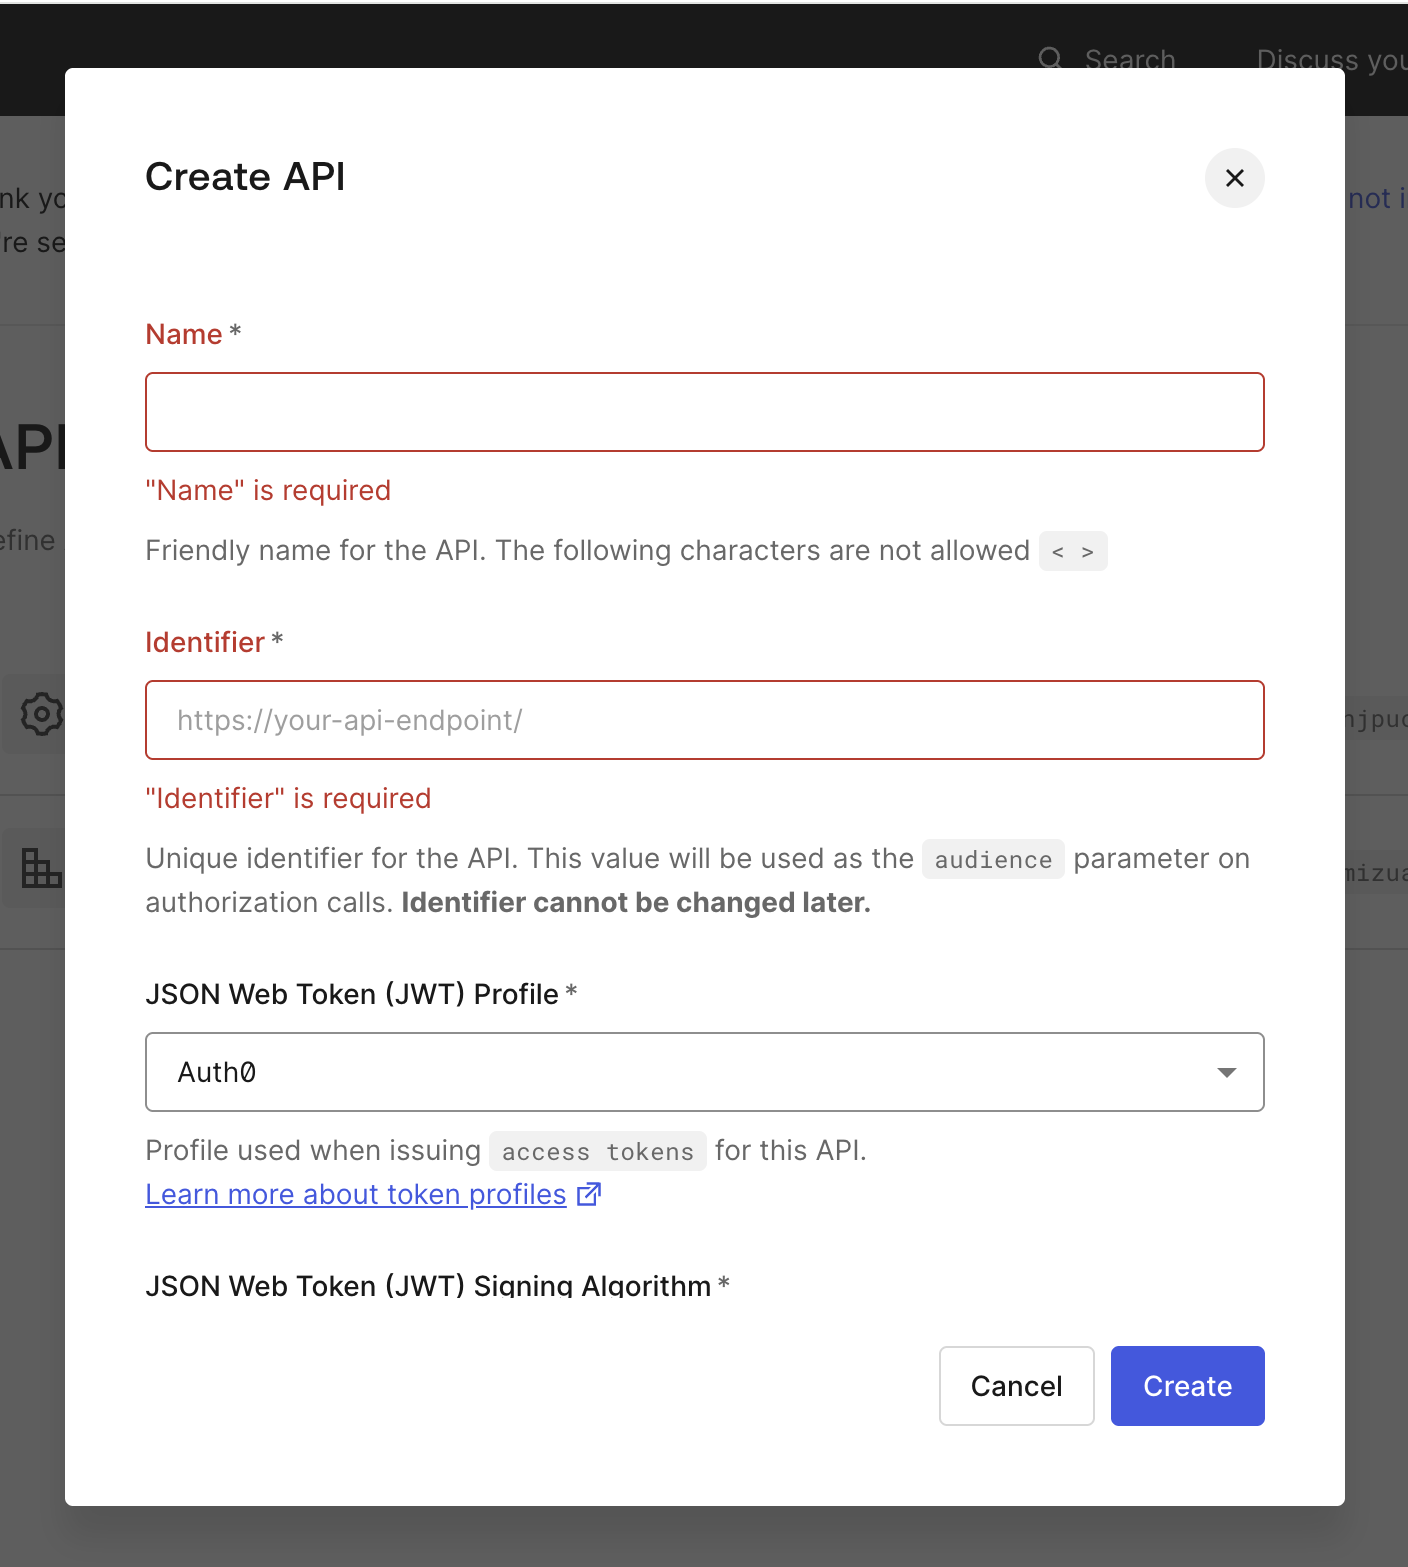 Search
Discuss you
nk yo
not i
're se
Create API
Name *
"Name" is required
Friendly name for the API. The following characters are not allowed < >
API
efine
Identifier *
https://your-api-endpoint/
"Identifier" is required
Unique identifier for the API. This value will be used as the audience parameter on
authorization calls. Identifier cannot be changed later.
njpuc
mizua
JSON Web Token (JWT) Profile *
Auth0
Profile used when issuing access tokens for this API.
Learn more about token profiles
JSON Web Token (JWT) Signing Algorithm *
Cancel
Create